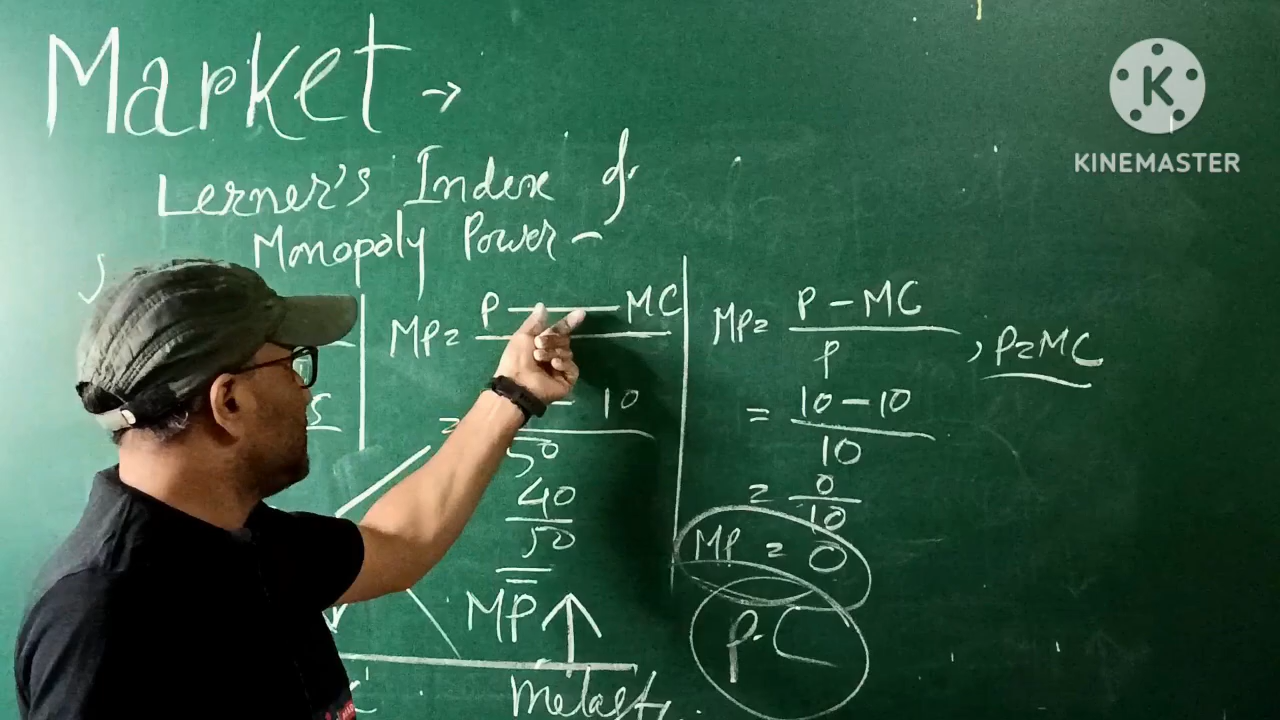 Market →
Lerner's Index of
Monopoly Power –
MP = P — MC
= – 10
50
40
50
MP ↑
MP = P – MC
P
, P = MC
= 10 – 10
10
= 0
10
MP = 0
P.C
K
KINEMASTER